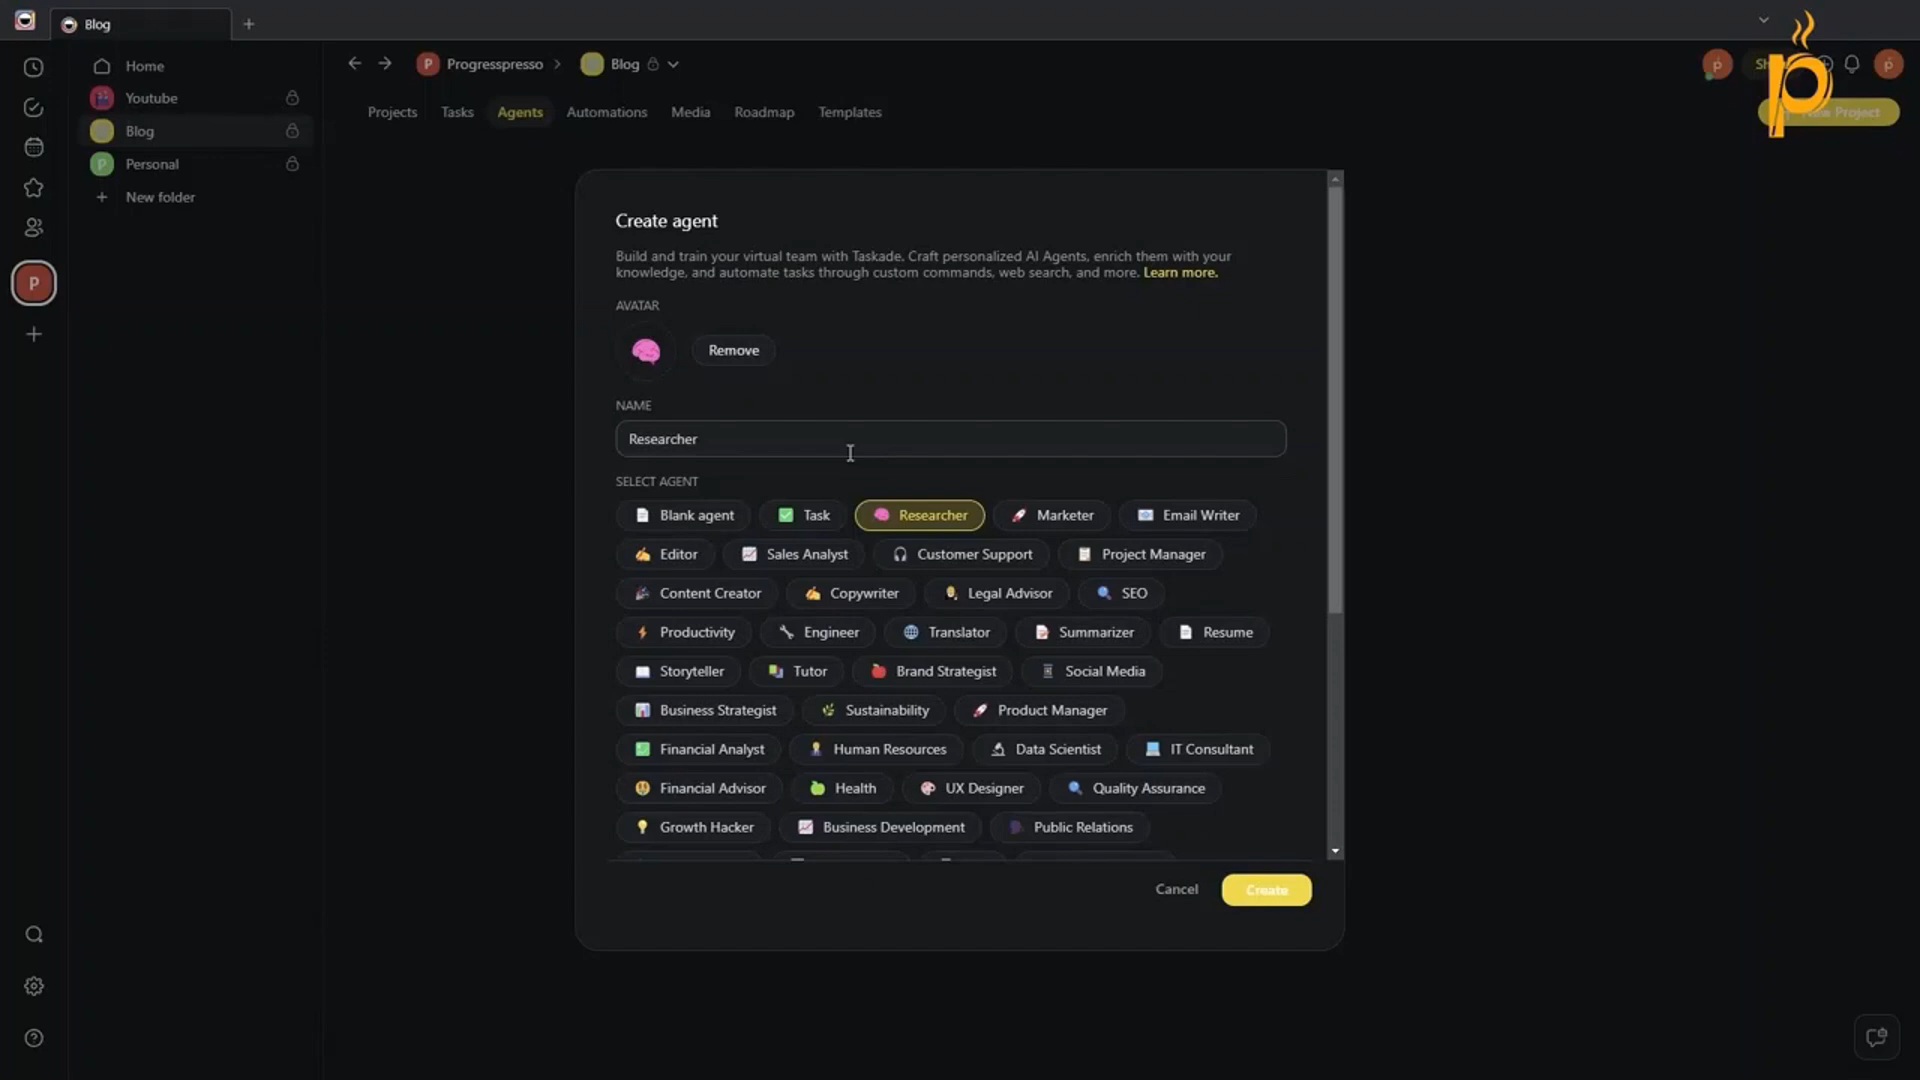 Blog
Home
Youtube
Blog
Personal
New folder
P
P Progresspresso
Blog
Projects Tasks Agents Automations Media Roadmap Templates
New Project
Create agent
Build and train your virtual team with Taskade. Craft personalized AI Agents, enrich them with your
knowledge, and automate tasks through custom commands, web search, and more. Learn more.
AVATAR
Remove
NAME
Researcher
SELECT AGENT
Blank agent Task Researcher Marketer Email Writer
Editor Sales Analyst Customer Support Project Manager
Content Creator Copywriter Legal Advisor SEO
Productivity Engineer Translator Summarizer Resume
Storyteller Tutor Brand Strategist Social Media
Business Strategist Sustainability Product Manager
Financial Analyst Human Resources Data Scientist IT Consultant
Financial Advisor Health UX Designer Quality Assurance
Growth Hacker Business Development Public Relations
Cancel Create